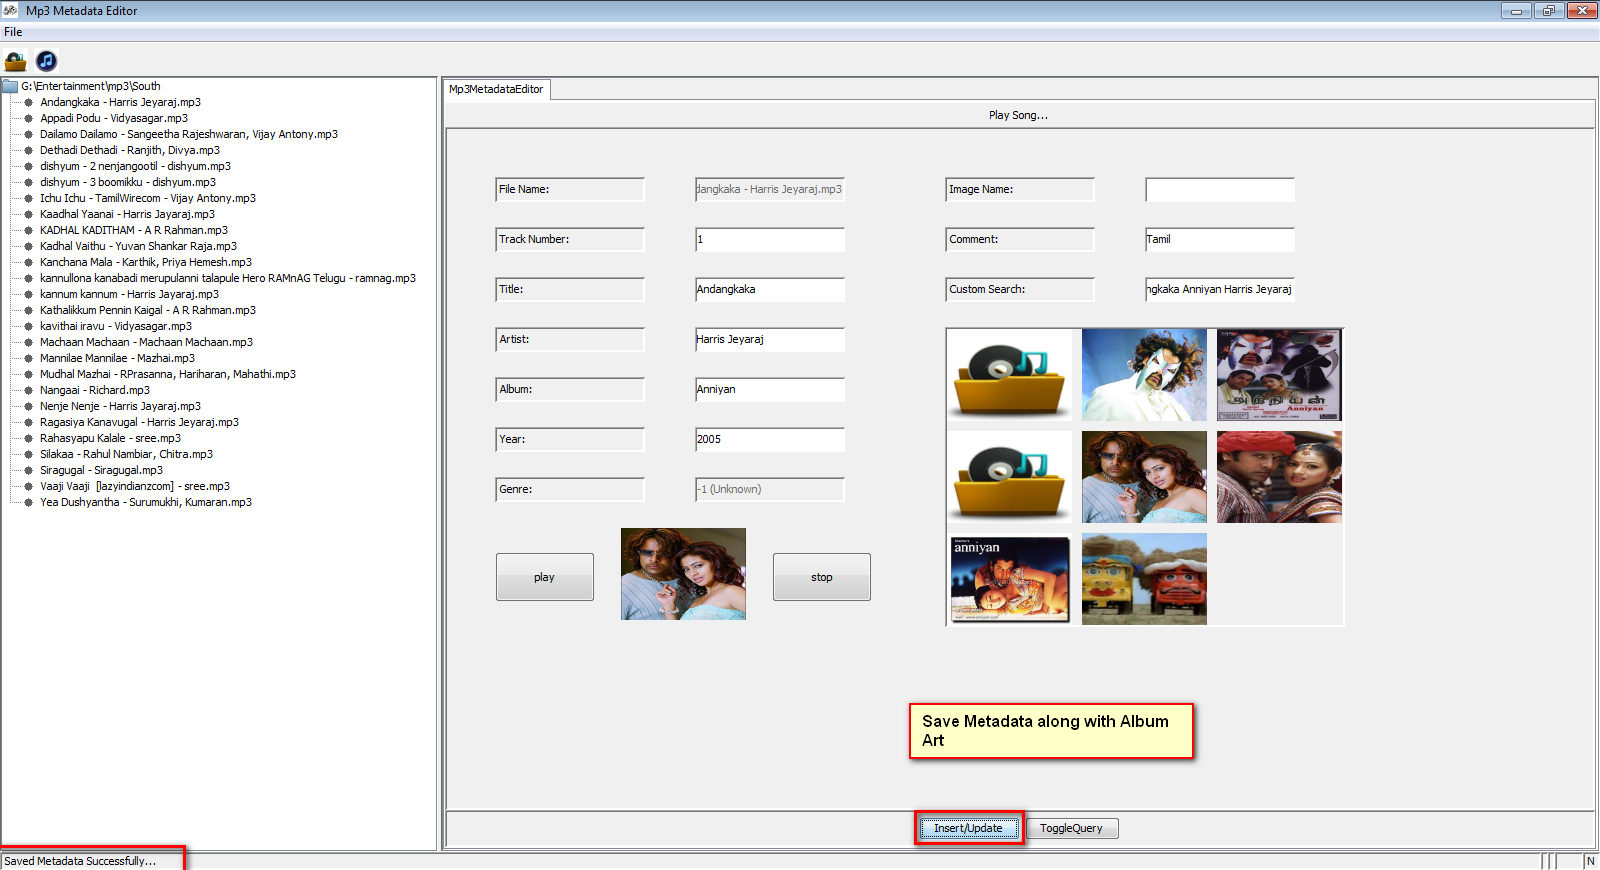 Mp3 Metadata Editor
File
G:\Entertainment\mp3\South
Andangkaka - Harris Jeyaraj.mp3
Appadi Podu - Vidyasagar.mp3
Dailamo Dailamo - Sangeetha Rajeshwaran, Vijay Antony.mp3
Dethadi Dethadi - Ranjith, Divya.mp3
dishyum - 2 nenjangootil - dishyum.mp3
dishyum - 3 boomikku - dishyum.mp3
Ichu Ichu - TamilWirecom - Vijay Antony.mp3
Kaadhal Yaanai - Harris Jayaraj.mp3
KADHAL KADITHAM - A R Rahman.mp3
Kadhal Vaithu - Yuvan Shankar Raja.mp3
Kanchana Mala - Karthik, Priya Hemesh.mp3
kannullona kanabadi merupulanni talapule Hero RAMnAG Telugu - ramnag.mp3
kannum kannum - Harris Jayaraj.mp3
Kathalikkum Pennin Kaigal - A R Rahman.mp3
kavithai iravu - Vidyasagar.mp3
Machaan Machaan - Machaan Machaan.mp3
Mannilae Mannilae - Mazhai.mp3
Mudhal Mazhai - RPrasanna, Hariharan, Mahathi.mp3
Nangaai - Richard.mp3
Nenje Nenje - Harris Jayaraj.mp3
Ragasiya Kanavugal - Harris Jeyaraj.mp3
Rahasyapu Kalale - sree.mp3
Silakaa - Rahul Nambiar, Chitra.mp3
Siragugal - Siragugal.mp3
Vaaji Vaaji [lazyindianzcom] - sree.mp3
Yea Dushyantha - Surumukhi, Kumaran.mp3
Mp3MetadataEditor
Play Song...
File Name: dangkaka - Harris Jeyaraj.mp3
Track Number: 1
Title: Andangkaka
Artist: Harris Jeyaraj
Album: Anniyan
Year: 2005
Genre: -1 (Unknown)
play
stop
Image Name:
Comment: Tamil
Custom Search: ngkaka Anniyan Harris Jeyaraj
அந்நியன்
Anniyan
anniyan
Save Metadata along with Album
Art
Insert/Update
ToggleQuery
Saved Metadata Successfully...
N